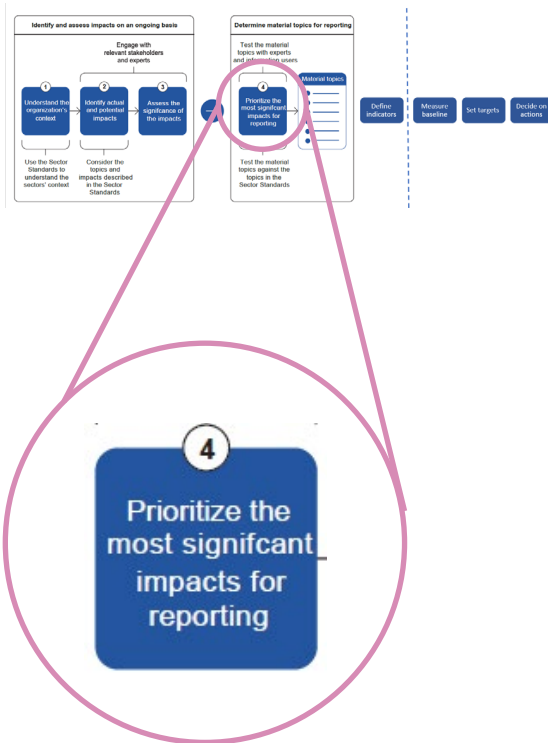 Identify and assess impacts on an ongoing basis
Engage with
relevant stakeholders
and experts
1
Understand the
organization's
context
2
Identify actual
and potential
impacts
3
Assess the
significance of
the impacts
Use the Sector
Standards to
understand the
sectors' context
Consider the
topics and
impacts described
in the Sector
Standards
Determine material topics for reporting
Test the material
topics with experts
and information users
4
Prioritize the
most signifcant
impacts for
reporting
Material topics
Test the material
topics against the
topics in the
Sector Standards
Define
indicators
Measure
baseline
Set targets
Decide on
actions
4
Prioritize the
most signifcant
impacts for
reporting